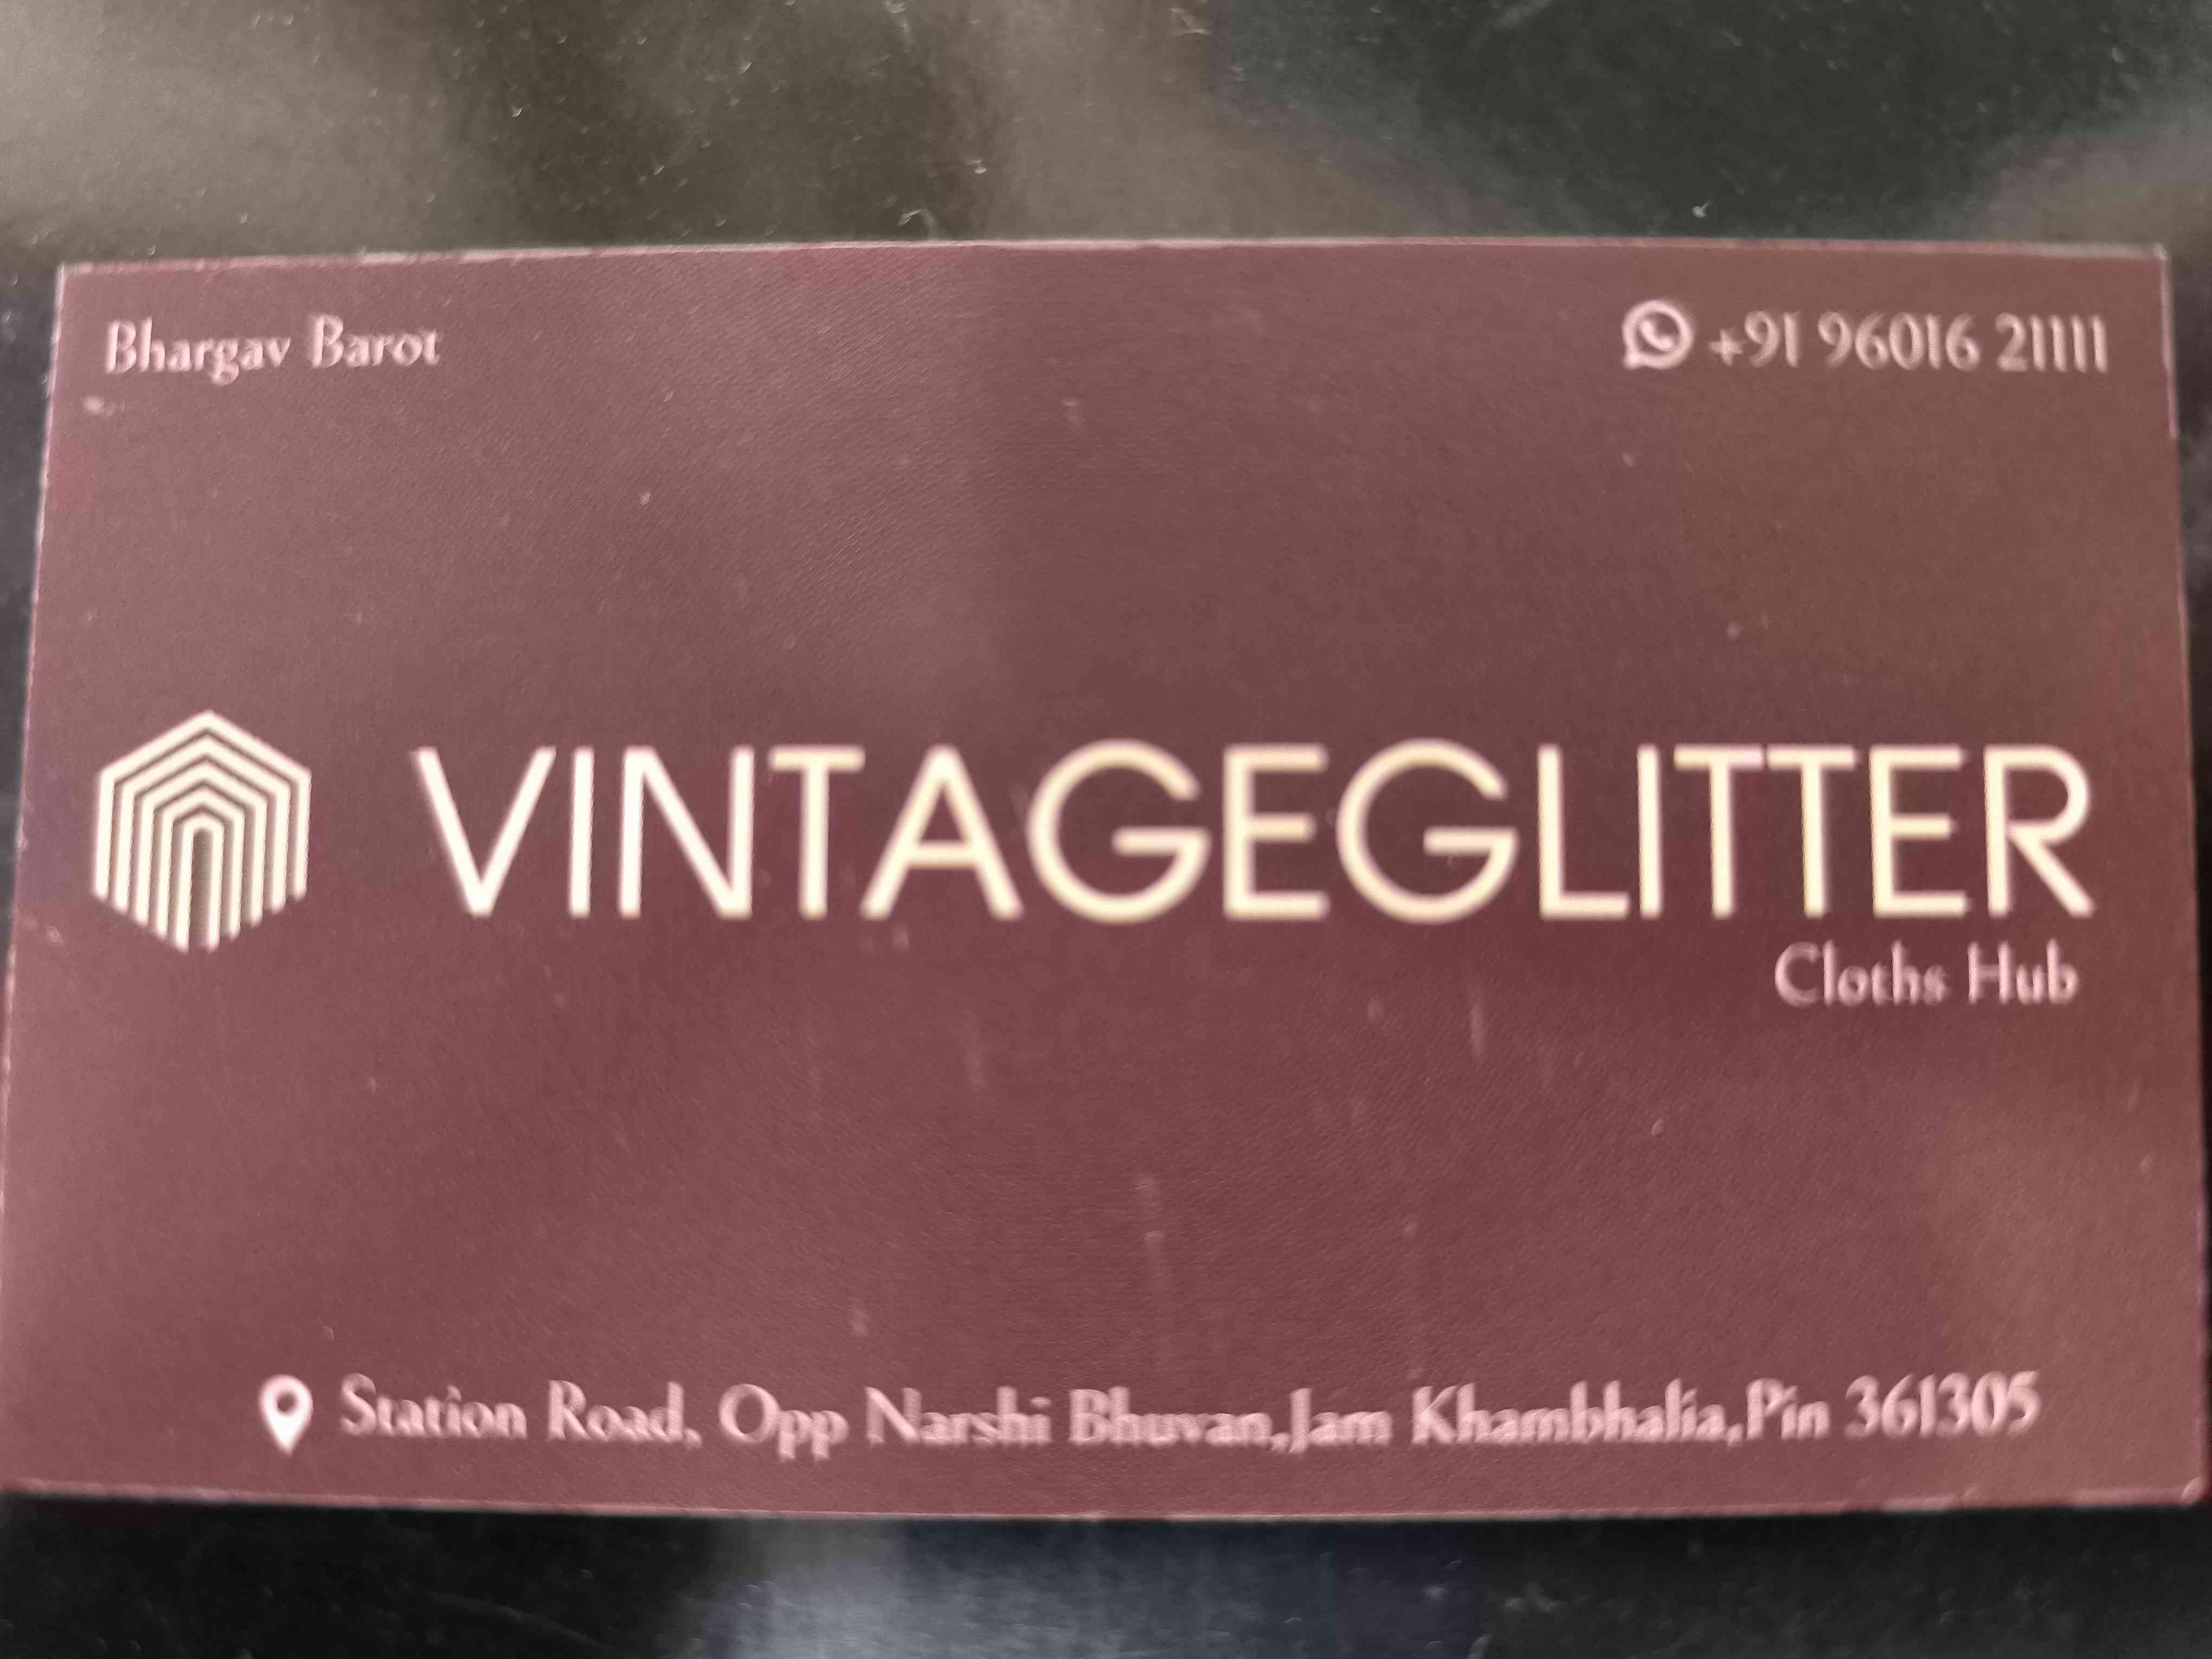 Bhargav Barot
+91 96016 21111
VINTAGEGLITTER
Cloths Hub
Station Road, Opp Narshi Bhuvan,Jam Khambhalia,Pin 361305